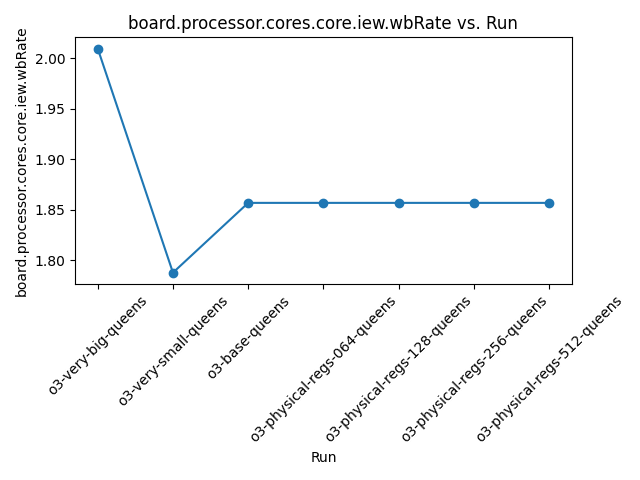 board.processor.cores.core.iew.wbRate vs. Run
board.processor.cores.core.iew.wbRate
2.00
1.95
1.90
1.85
1.80
o3-very-big-queens
o3-very-small-queens
o3-base-queens
o3-physical-regs-064-queens
o3-physical-regs-128-queens
o3-physical-regs-256-queens
o3-physical-regs-512-queens
Run